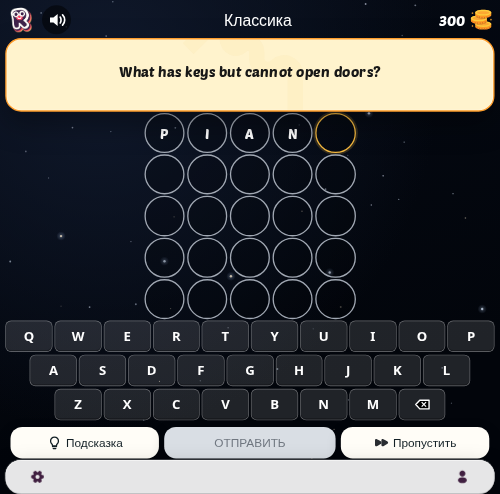 Классика
300
What has keys but cannot open doors?
P I A N
Q W E R T Y U I O P
A S D F G H J K L
Z X C V B N M
Подсказка
ОТПРАВИТЬ
Пропустить